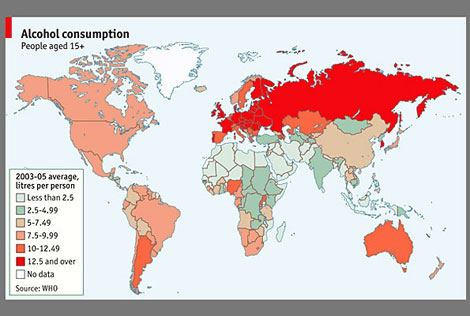 Alcohol consumption
People aged 15+
2003-05 average,
litres per person
Less than 2.5
2.5-4.99
5-7.49
7.5-9.99
10-12.49
12.5 and over
No data
Source: WHO